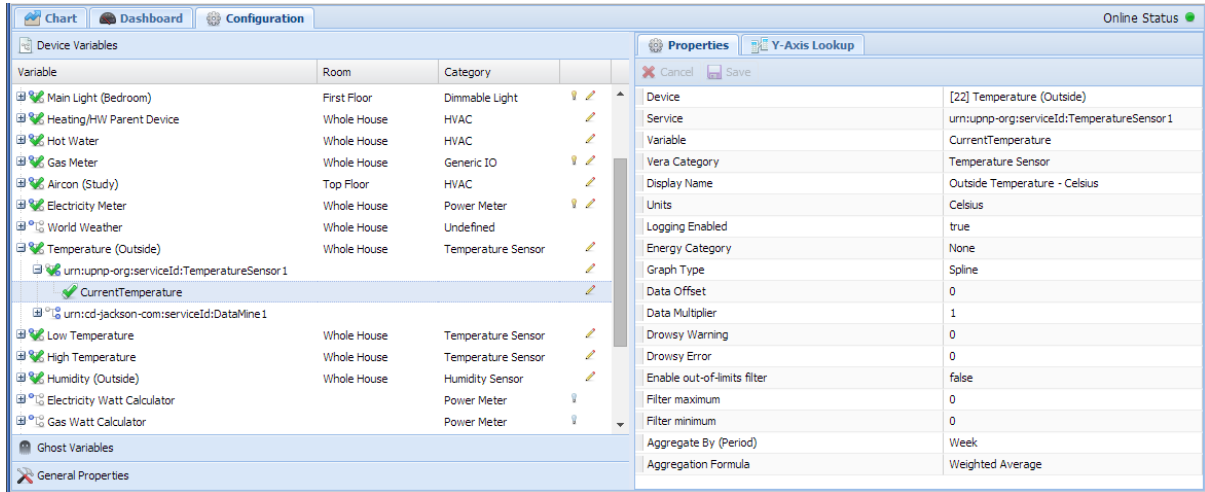 Chart Dashboard Configuration Online Status
Device Variables
Variable Room Category
Main Light (Bedroom) First Floor Dimmable Light
Heating/HW Parent Device Whole House HVAC
Hot Water Whole House HVAC
Gas Meter Whole House Generic IO
Aircon (Study) Top Floor HVAC
Electricity Meter Whole House Power Meter
World Weather Whole House Undefined
Temperature (Outside) Whole House Temperature Sensor
urn:upnp-org:serviceId:TemperatureSensor1
CurrentTemperature
urn:cd-jackson-com:serviceId:DataMine1
Low Temperature Whole House Temperature Sensor
High Temperature Whole House Temperature Sensor
Humidity (Outside) Whole House Humidity Sensor
Electricity Watt Calculator Power Meter
Gas Watt Calculator Power Meter
Ghost Variables
General Properties
Properties Y-Axis Lookup
Cancel Save
Device [22] Temperature (Outside)
Service urn:upnp-org:serviceId:TemperatureSensor1
Variable CurrentTemperature
Vera Category Temperature Sensor
Display Name Outside Temperature - Celsius
Units Celsius
Logging Enabled true
Energy Category None
Graph Type Spline
Data Offset 0
Data Multiplier 1
Drowsy Warning 0
Drowsy Error 0
Enable out-of-limits filter false
Filter maximum 0
Filter minimum 0
Aggregate By (Period) Week
Aggregation Formula Weighted Average